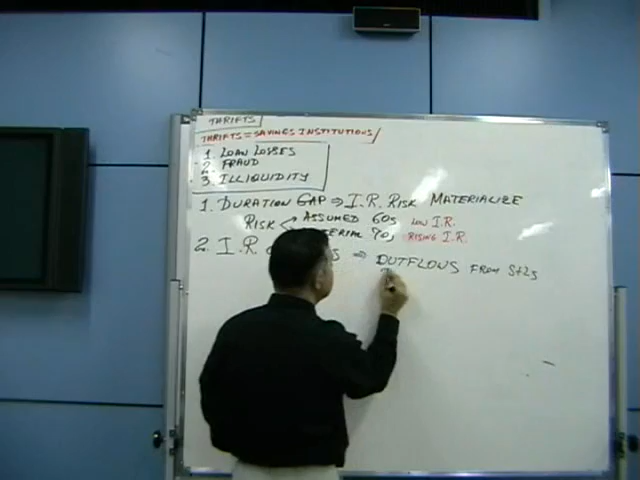 THRIFTS
THRIFTS = SAVINGS INSTITUTIONS
1. LOAN LOSSES
2. FRAUD
3. ILLIQUIDITY
1. DURATION GAP ⇒ I.R. RISK MATERIALIZE
RISK < ASSUMED 60s LOW I.R.
70s RISING I.R.
2. I.R. ⇒ OUTFLOWS FROM S+Ls